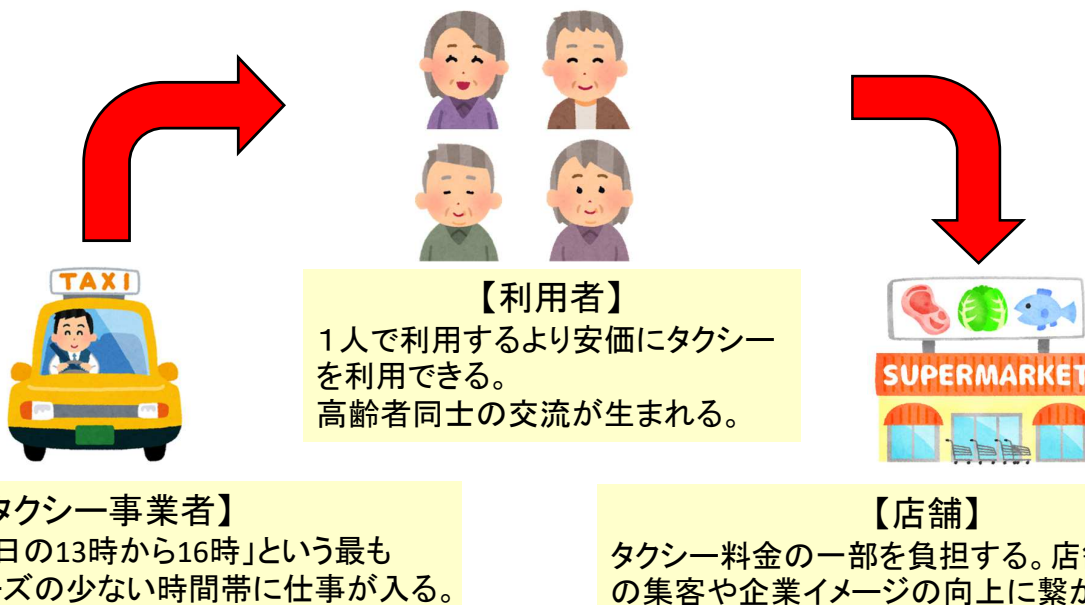 TAXI
【利用者】
１人で利用するより安価にタクシー
を利用できる。
高齢者同士の交流が生まれる。
SUPERMARKET
タクシー事業者】
日の13時から16時」という最も
ーズの少ない時間帯に仕事が入る。
【店舗】
タクシー料金の一部を負担する。店
の集客や企業イメージの向上に繋が